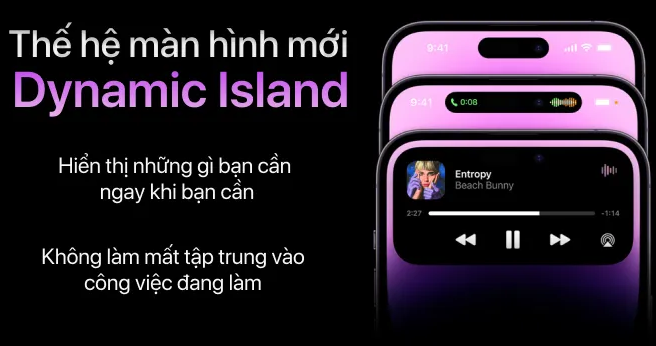 Thế hệ màn hình mới
Dynamic Island
Hiển thị những gì bạn cần
ngay khi bạn cần
Không làm mất tập trung vào
công việc đang làm
9:41
9:41
0:08
Entropy
Beach Bunny
2:27
-1:14